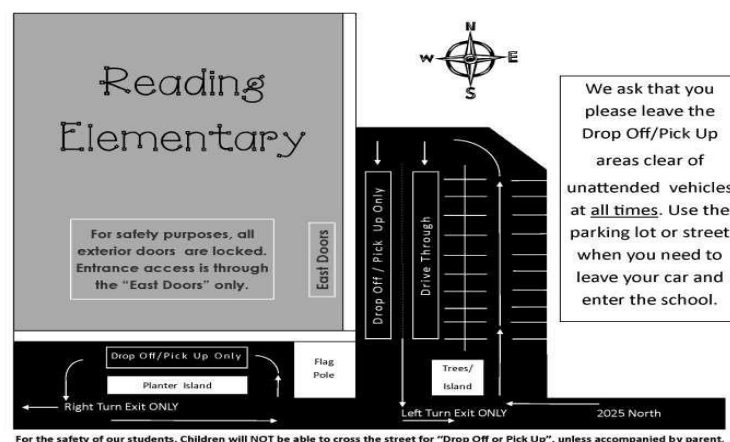 Reading
Elementary
For safety purposes, all
exterior doors are locked.
Entrance access is through
the “East Doors” only.
East Doors
N
W
E
S
Drop Off / Pick Up Only
Drive Through
We ask that you
please leave the
Drop Off/Pick Up
areas clear of
unattended vehicles
at all times. Use the
parking lot or street
when you need to
leave your car and
enter the school.
Drop Off/Pick Up Only
Planter Island
Flag
Pole
Trees/
Island
Right Turn Exit ONLY
Left Turn Exit ONLY
2025 North
For the safety of our students, Children will NOT be able to cross the street for “Drop Off or Pick Up”, unless accompanied by parent.